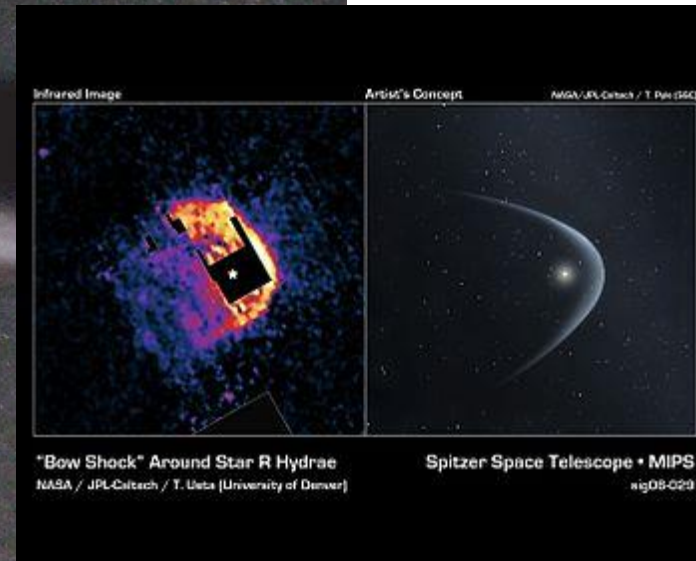 Infrared Image
Artist's Concept
NASA/JPL-Caltech / T. Pyle (SSC)
"Bow Shock" Around Star R Hydrae
NASA / JPL-Caltech / T. Ueta (University of Denver)
Spitzer Space Telescope • MIPS
sig06-029